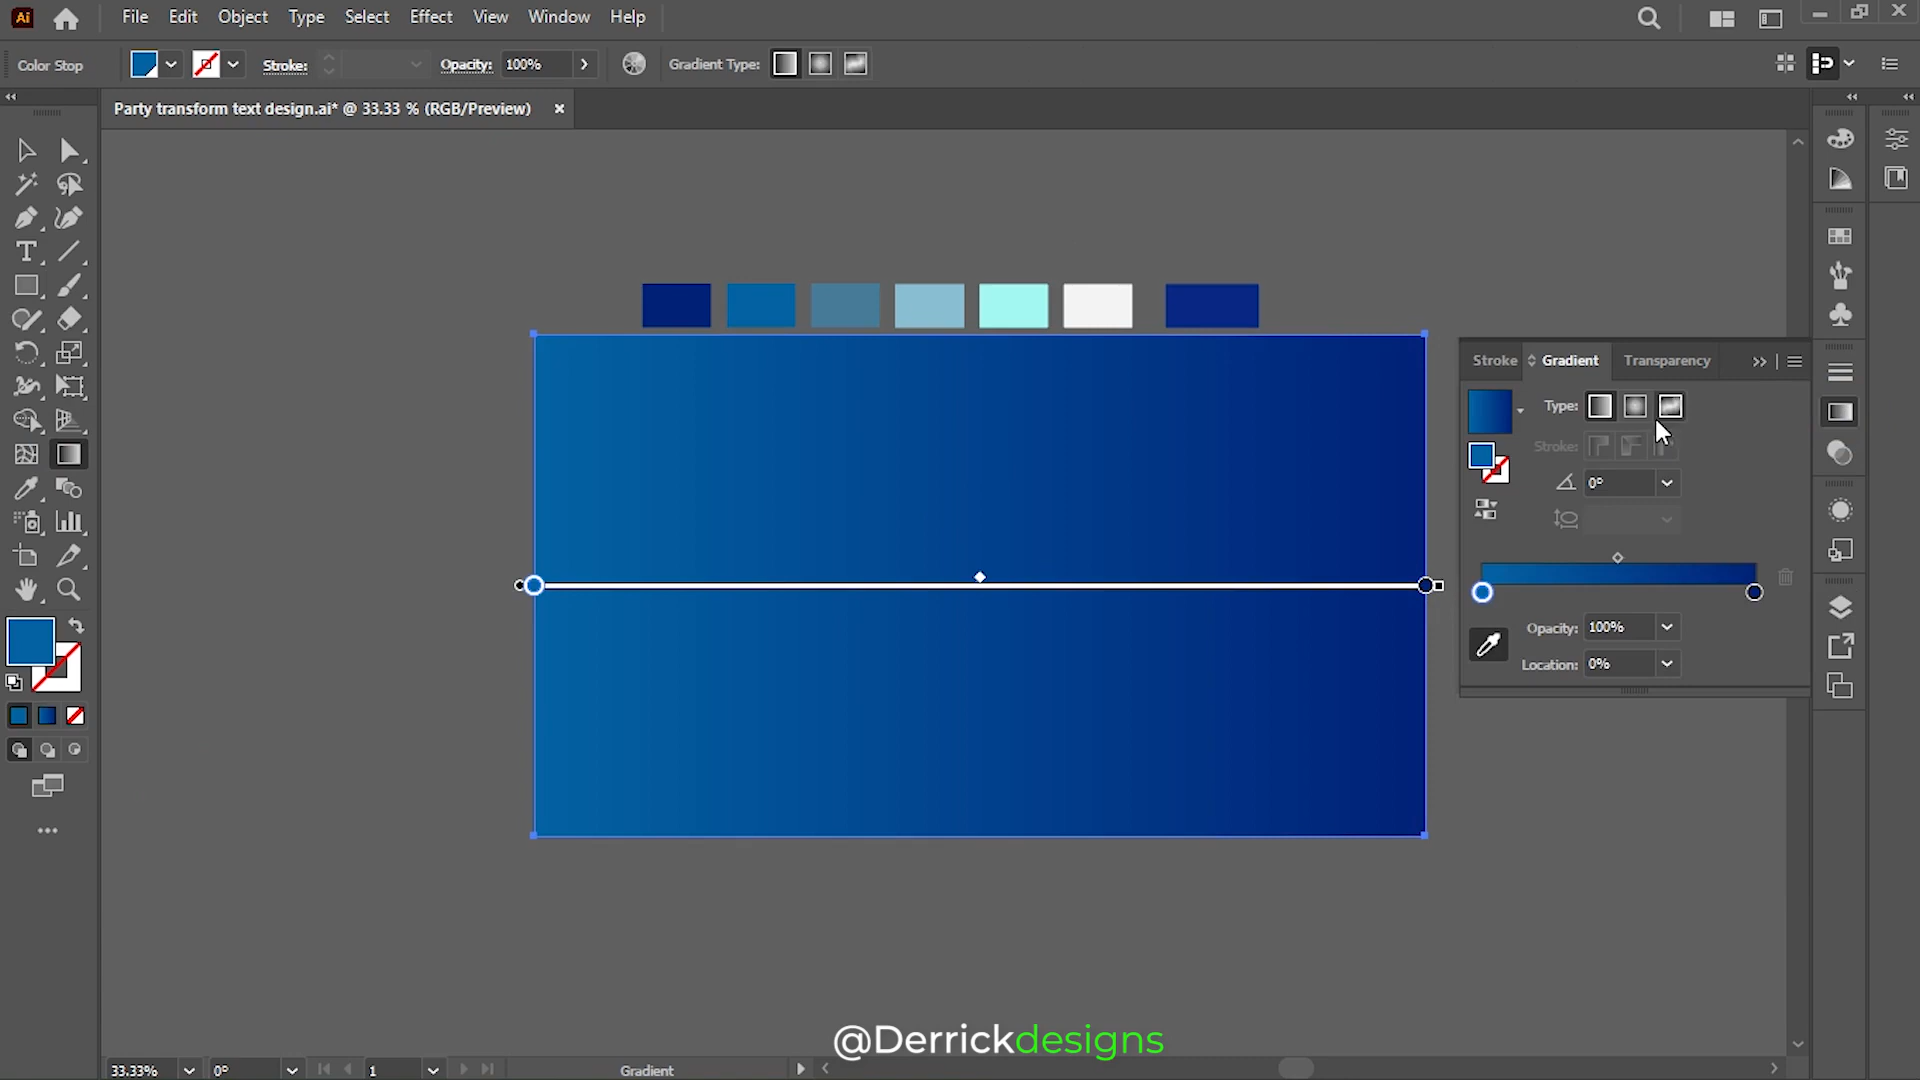 Ai File Edit Object Type Select Effect View Window Help
Color Stop Stroke: Opacity: 100% Gradient Type:
Party transform text design.ai* @ 33.33 % (RGB/Preview)
Stroke Gradient Transparency
Type:
Stroke:
0°
Opacity: 100%
Location: 0%
@Derrickdesigns
33.33% 0° 1 Gradient